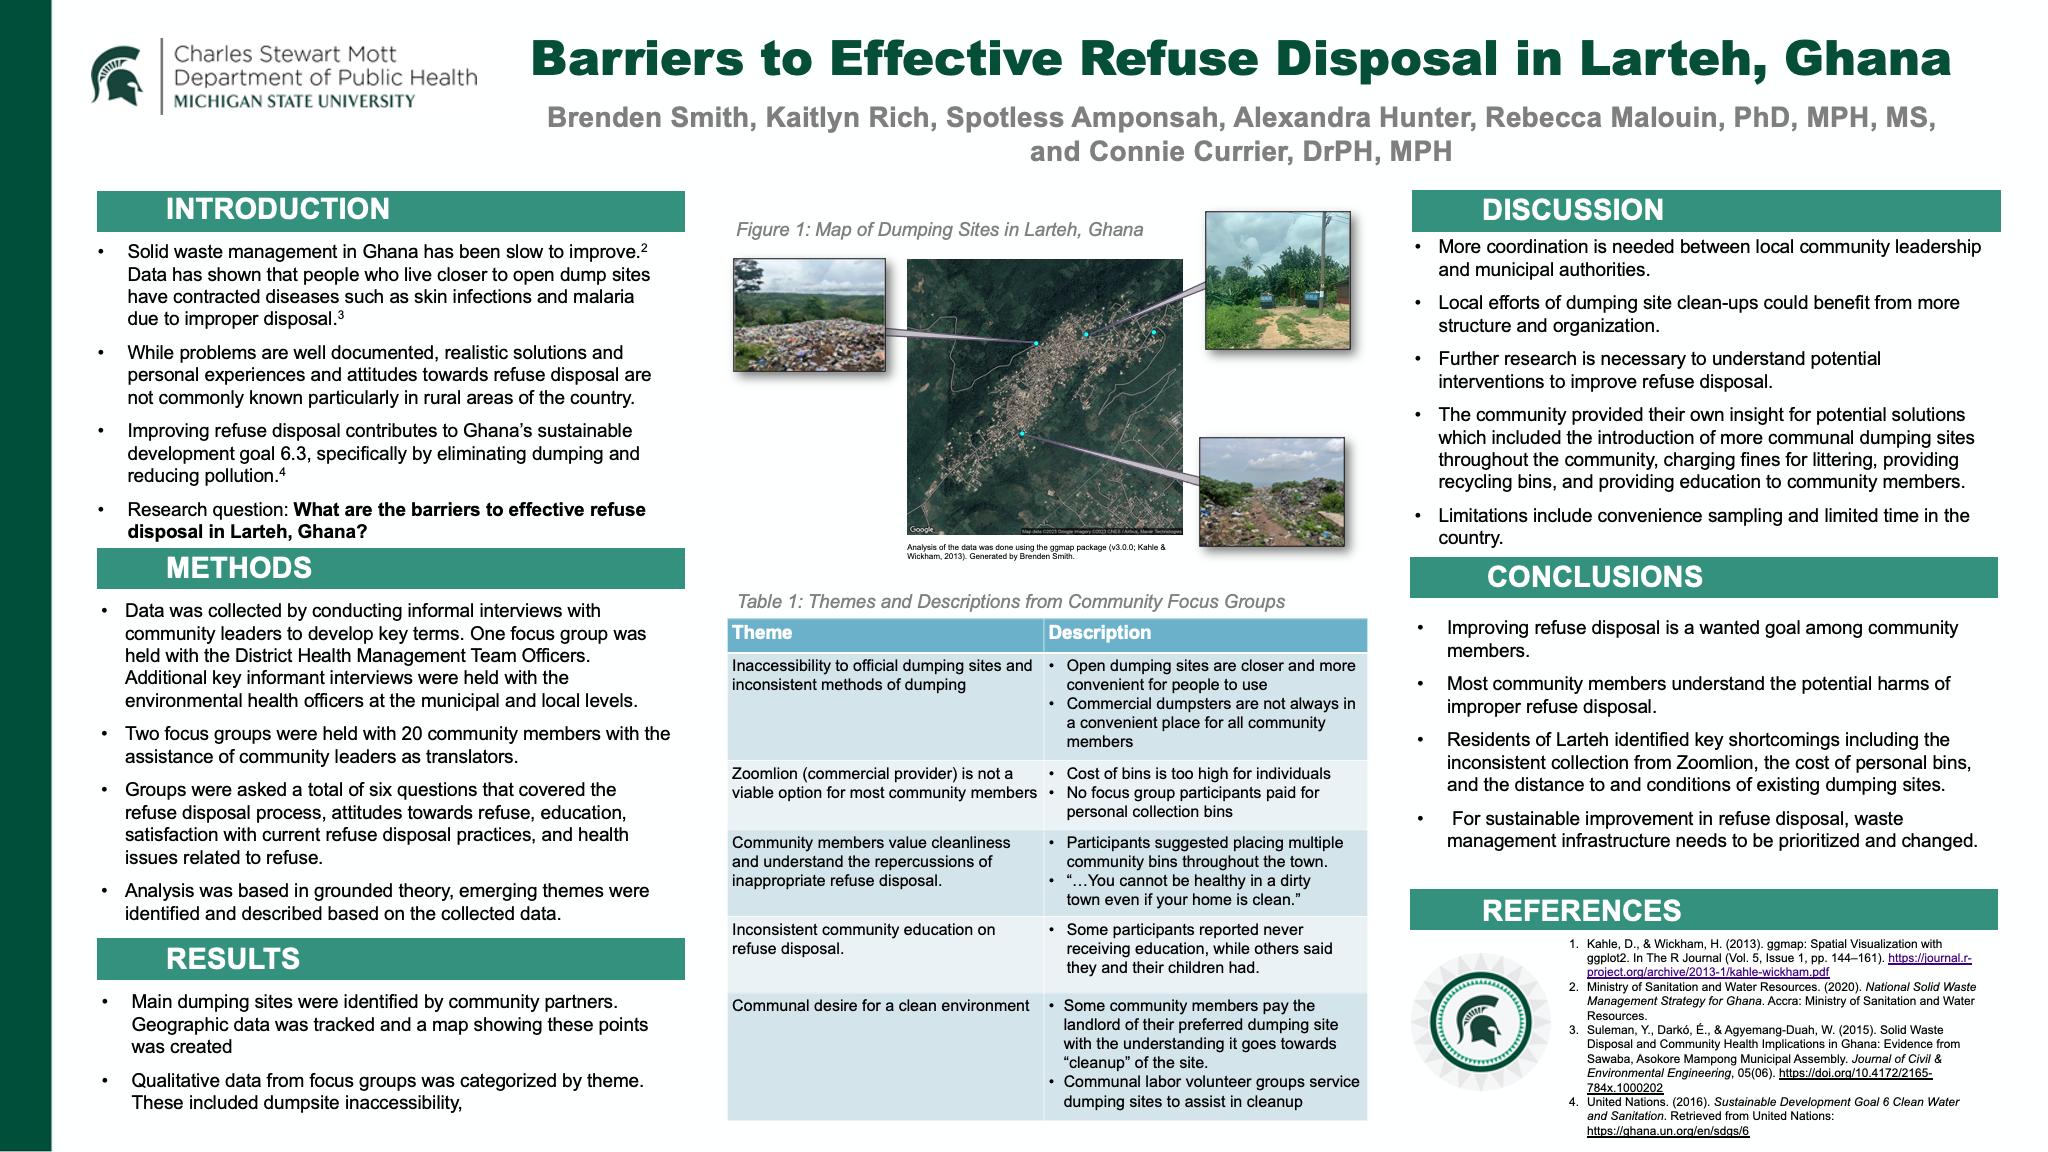 Charles Stewart Mott
Department of Public Health
MICHIGAN STATE UNIVERSITY
Barriers to Effective Refuse Disposal in Larteh, Ghana
Brenden Smith, Kaitlyn Rich, Spotless Amponsah, Alexandra Hunter, Rebecca Malouin, PhD, MPH, MS,
and Connie Currier, DrPH, MPH
INTRODUCTION
• Solid waste management in Ghana has been slow to improve.2
Data has shown that people who live closer to open dump sites
have contracted diseases such as skin infections and malaria
due to improper disposal.3
• While problems are well documented, realistic solutions and
personal experiences and attitudes towards refuse disposal are
not commonly known particularly in rural areas of the country.
• Improving refuse disposal contributes to Ghana’s sustainable
development goal 6.3, specifically by eliminating dumping and
reducing pollution.4
• Research question: What are the barriers to effective refuse
disposal in Larteh, Ghana?
METHODS
• Data was collected by conducting informal interviews with
community leaders to develop key terms. One focus group was
held with the District Health Management Team Officers.
Additional key informant interviews were held with the
environmental health officers at the municipal and local levels.
• Two focus groups were held with 20 community members with the
assistance of community leaders as translators.
• Groups were asked a total of six questions that covered the
refuse disposal process, attitudes towards refuse, education,
satisfaction with current refuse disposal practices, and health
issues related to refuse.
• Analysis was based in grounded theory, emerging themes were
identified and described based on the collected data.
RESULTS
• Main dumping sites were identified by community partners.
Geographic data was tracked and a map showing these points
was created
• Qualitative data from focus groups was categorized by theme.
These included dumpsite inaccessibility,
Figure 1: Map of Dumping Sites in Larteh, Ghana
Google
Analysis of the data was done using the ggmap package (v3.0.0; Kahle &
Wickham, 2013). Generated by Brenden Smith.
Table 1: Themes and Descriptions from Community Focus Groups
Theme
Description
Inaccessibility to official dumping sites and
inconsistent methods of dumping
• Open dumping sites are closer and more
convenient for people to use
• Commercial dumpsters are not always in
a convenient place for all community
members
Zoomlion (commercial provider) is not a
viable option for most community members
• Cost of bins is too high for individuals
• No focus group participants paid for
personal collection bins
Community members value cleanliness
and understand the repercussions of
inappropriate refuse disposal.
• Participants suggested placing multiple
community bins throughout the town.
• “…You cannot be healthy in a dirty
town even if your home is clean.”
Inconsistent community education on
refuse disposal.
• Some participants reported never
receiving education, while others said
they and their children had.
Communal desire for a clean environment
• Some community members pay the
landlord of their preferred dumping site
with the understanding it goes towards
“cleanup” of the site.
• Communal labor volunteer groups service
dumping sites to assist in cleanup
DISCUSSION
• More coordination is needed between local community leadership
and municipal authorities.
• Local efforts of dumping site clean-ups could benefit from more
structure and organization.
• Further research is necessary to understand potential
interventions to improve refuse disposal.
• The community provided their own insight for potential solutions
which included the introduction of more communal dumping sites
throughout the community, charging fines for littering, providing
recycling bins, and providing education to community members.
• Limitations include convenience sampling and limited time in the
country.
CONCLUSIONS
• Improving refuse disposal is a wanted goal among community
members.
• Most community members understand the potential harms of
improper refuse disposal.
• Residents of Larteh identified key shortcomings including the
inconsistent collection from Zoomlion, the cost of personal bins,
and the distance to and conditions of existing dumping sites.
• For sustainable improvement in refuse disposal, waste
management infrastructure needs to be prioritized and changed.
REFERENCES
1. Kahle, D., & Wickham, H. (2013). ggmap: Spatial Visualization with
ggplot2. In The R Journal (Vol. 5, Issue 1, pp. 144–161). https://journal.r-
project.org/archive/2013-1/kahle-wickham.pdf
2. Ministry of Sanitation and Water Resources. (2020). National Solid Waste
Management Strategy for Ghana. Accra: Ministry of Sanitation and Water
Resources.
3. Suleman, Y., Darkó, É., & Agyemang-Duah, W. (2015). Solid Waste
Disposal and Community Health Implications in Ghana: Evidence from
Sawaba, Asokore Mampong Municipal Assembly. Journal of Civil &
Environmental Engineering, 05(06). https://doi.org/10.4172/2165-
784x.1000202
4. United Nations. (2016). Sustainable Development Goal 6 Clean Water
and Sanitation. Retrieved from United Nations:
https://ghana.un.org/en/sdgs/6